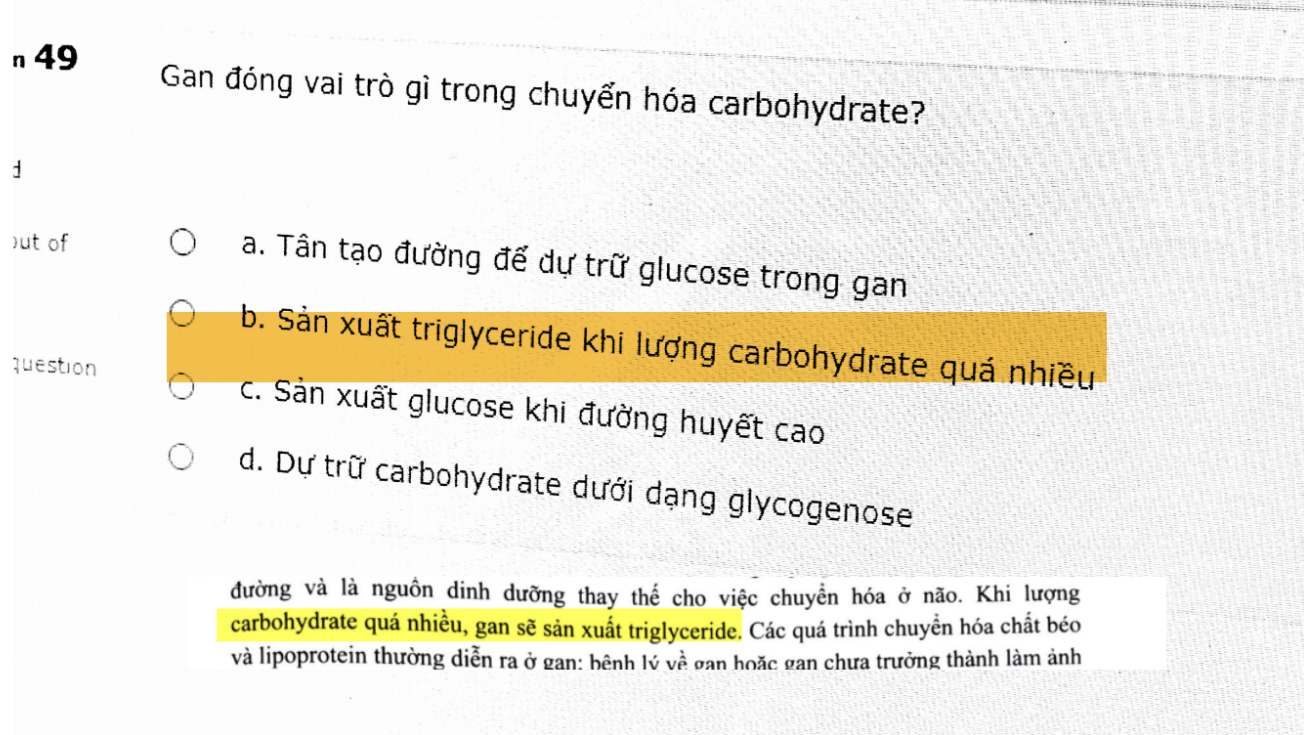 n 49
Gan đóng vai trò gì trong chuyển hóa carbohydrate?
d
out of
a. Tân tạo đường để dự trữ glucose trong gan
b. Sản xuất triglyceride khi lượng carbohydrate quá nhiều
question
c. Sản xuất glucose khi đường huyết cao
d. Dự trữ carbohydrate dưới dạng glycogenose
đường và là nguồn dinh dưỡng thay thế cho việc chuyển hóa ở não. Khi lượng
carbohydrate quá nhiều, gan sẽ sản xuất triglyceride. Các quá trình chuyển hóa chất béo
và lipoprotein thường diễn ra ở gan; bệnh lý về gan hoặc gan chưa trưởng thành làm ảnh